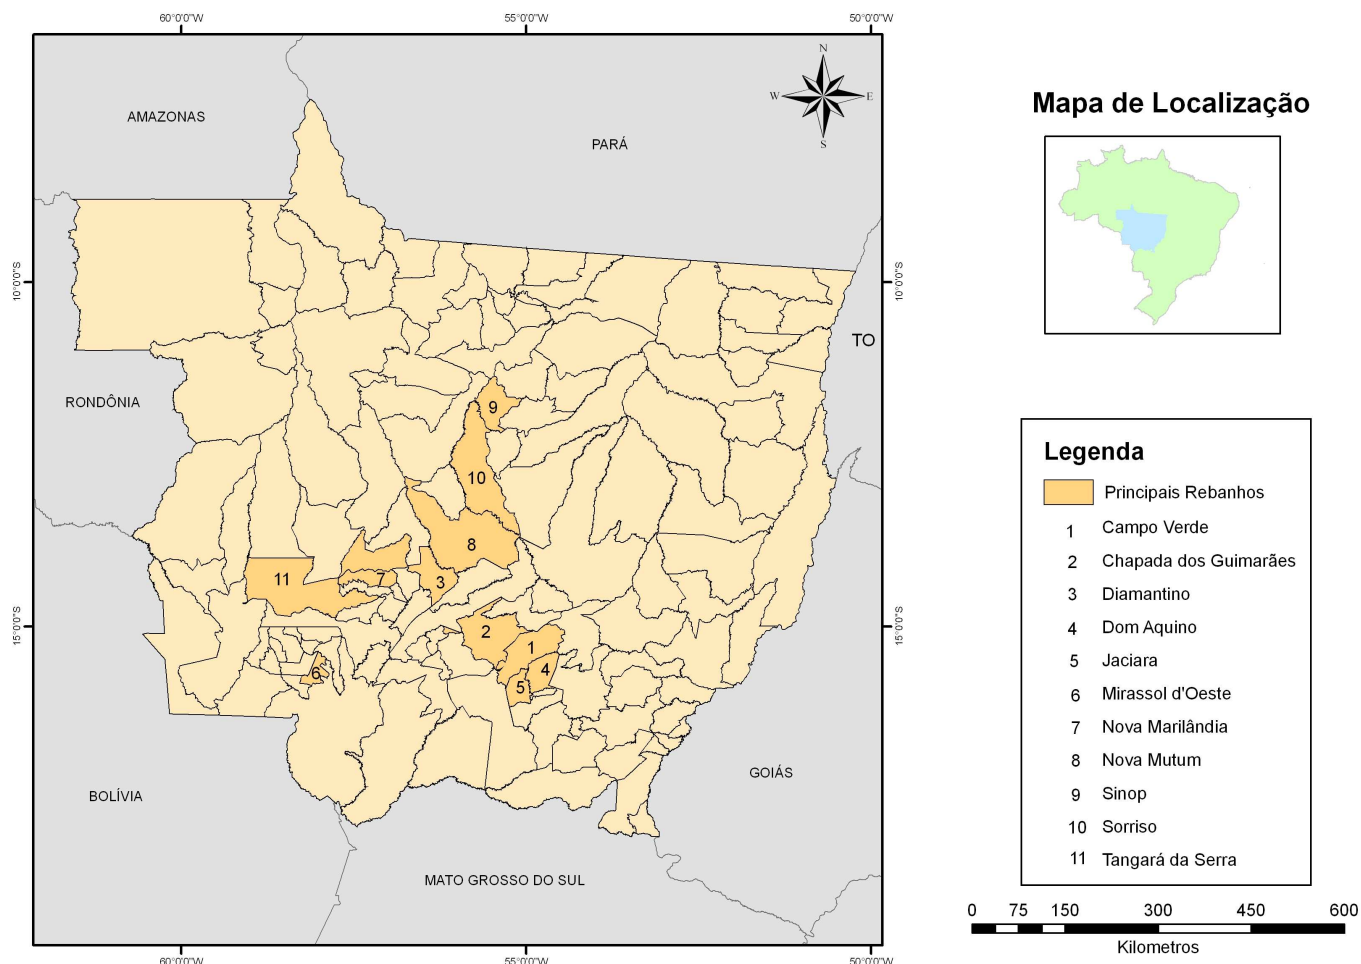 60°0'0"W 55°0'0"W 50°0'0"W
N
W E
S
AMAZONAS
PARÁ
10°0'0"S 10°0'0"S
TO
RONDÔNIA
9
10
8
11
7
3
15°0'0"S 15°0'0"S
2
1
4
6
5
GOIÁS
BOLÍVIA
MATO GROSSO DO SUL
60°0'0"W 55°0'0"W 50°0'0"W
Mapa de Localização
Legenda
Principais Rebanhos
1 Campo Verde
2 Chapada dos Guimarães
3 Diamantino
4 Dom Aquino
5 Jaciara
6 Mirassol d'Oeste
7 Nova Marilândia
8 Nova Mutum
9 Sinop
10 Sorriso
11 Tangará da Serra
0 75 150 300 450 600
Kilometros